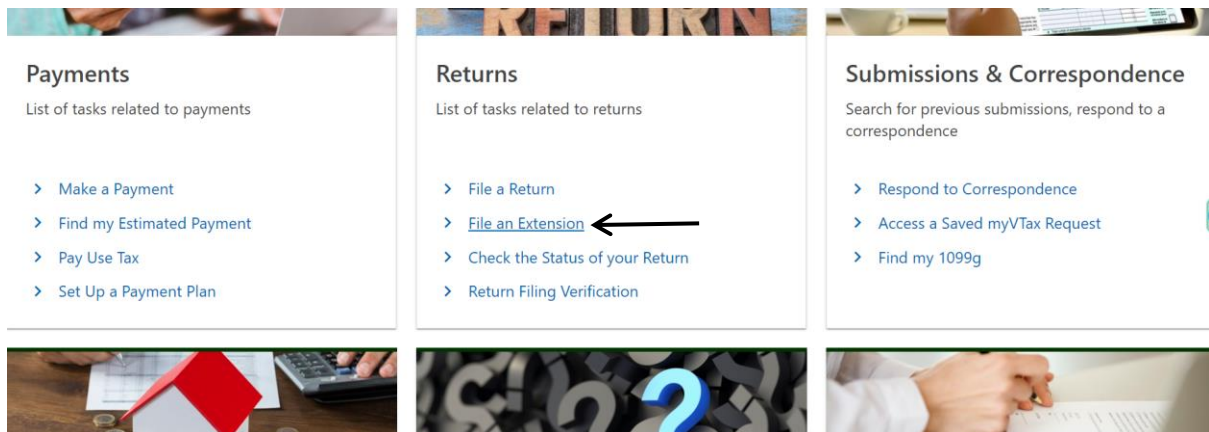 RETURN
Payments
List of tasks related to payments
Make a Payment
Find my Estimated Payment
Pay Use Tax
Set Up a Payment Plan
Returns
List of tasks related to returns
File a Return
File an Extension
Check the Status of your Return
Return Filing Verification
Submissions & Correspondence
Search for previous submissions, respond to a
correspondence
Respond to Correspondence
Access a Saved myVTax Request
Find my 1099g